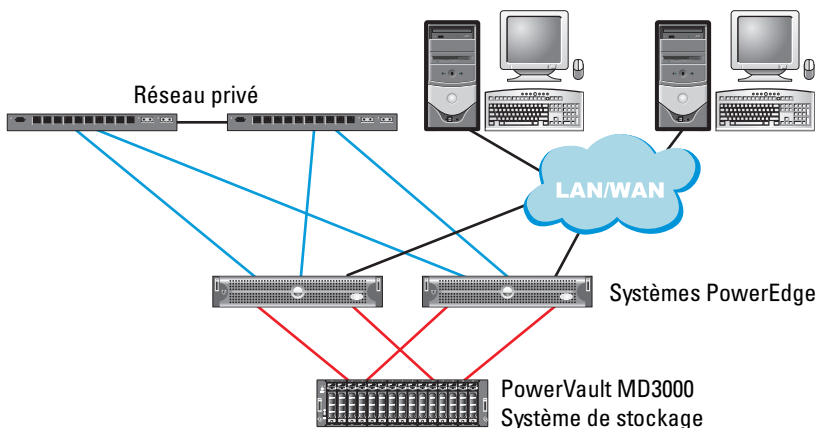 Réseau privé
LAN/WAN
Systèmes PowerEdge
PowerVault MD3000
Système de stockage